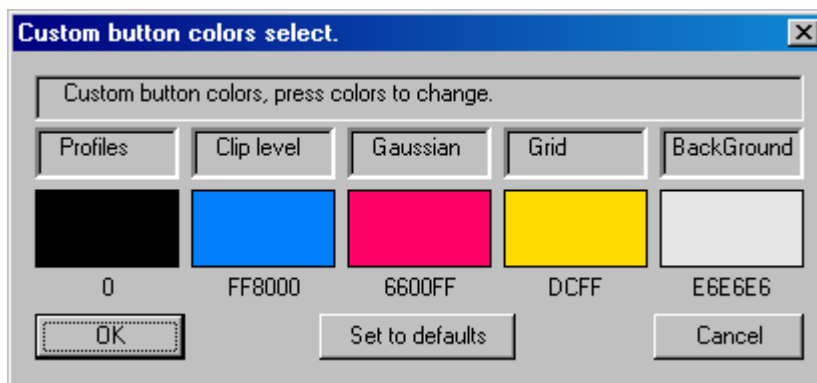 Custom button colors select.
Custom button colors, press colors to change.
Profiles Clip level Gaussian Grid BackGround
0 FF8000 6600FF DCFF E6E6E6
OK Set to defaults Cancel